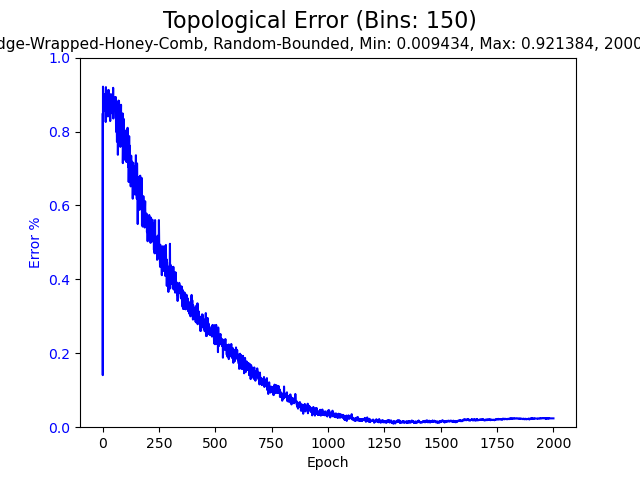 Topological Error (Bins: 150)
dge-Wrapped-Honey-Comb, Random-Bounded, Min: 0.009434, Max: 0.921384, 2000
1.0
0.8
0.6
0.4
0.2
0.0
Error %
0 250 500 750 1000 1250 1500 1750 2000
Epoch